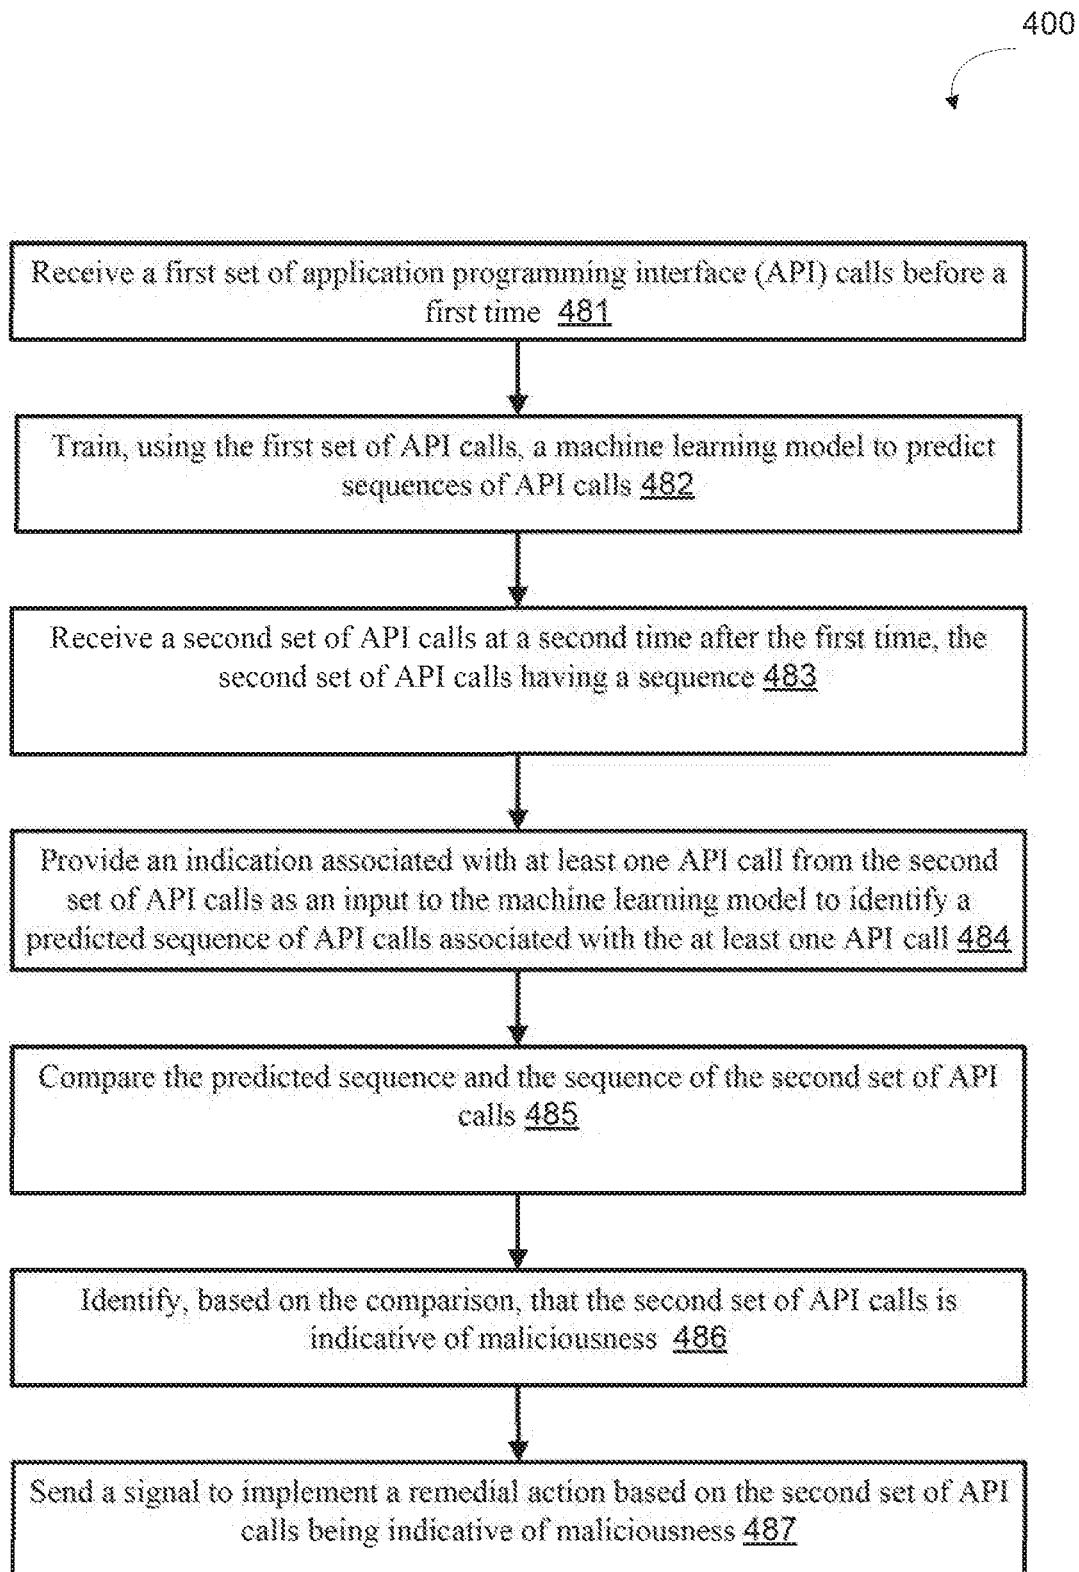 400
Receive a first set of application programming interface (API) calls before a
first time 481
Train, using the first set of API calls, a machine learning model to predict
sequences of API calls 482
Receive a second set of API calls at a second time after the first time, the
second set of API calls having a sequence 483
Provide an indication associated with at least one API call from the second
set of API calls as an input to the machine learning model to identify a
predicted sequence of API calls associated with the at least one API call 484
Compare the predicted sequence and the sequence of the second set of API
calls 485
Identify, based on the comparison, that the second set of API calls is
indicative of maliciousness 486
Send a signal to implement a remedial action based on the second set of API
calls being indicative of maliciousness 487